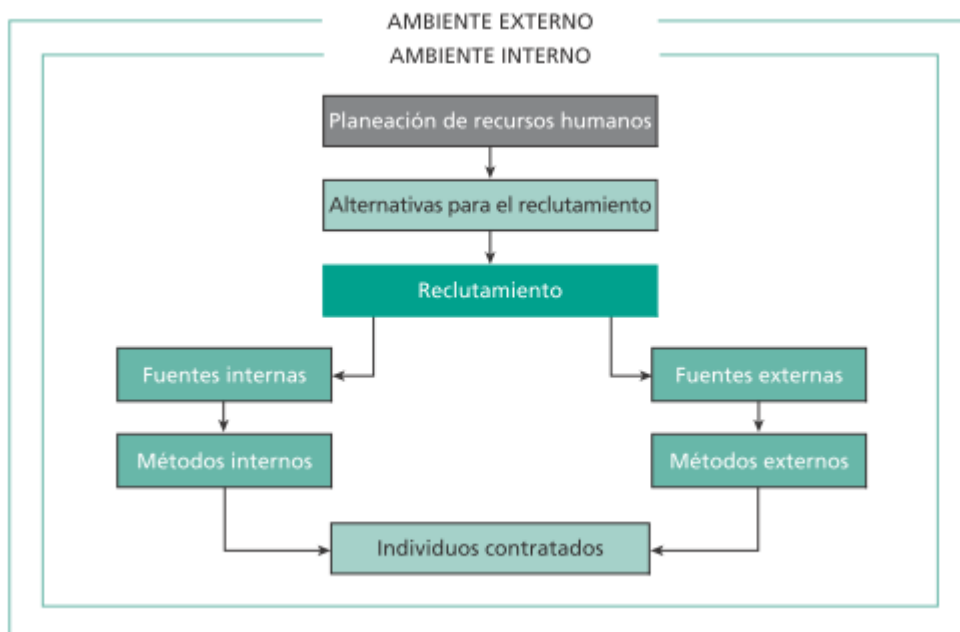 AMBIENTE EXTERNO
AMBIENTE INTERNO
Planeación de recursos humanos
Alternativas para el reclutamiento
Reclutamiento
Fuentes internas
Fuentes externas
Métodos internos
Métodos externos
Individuos contratados